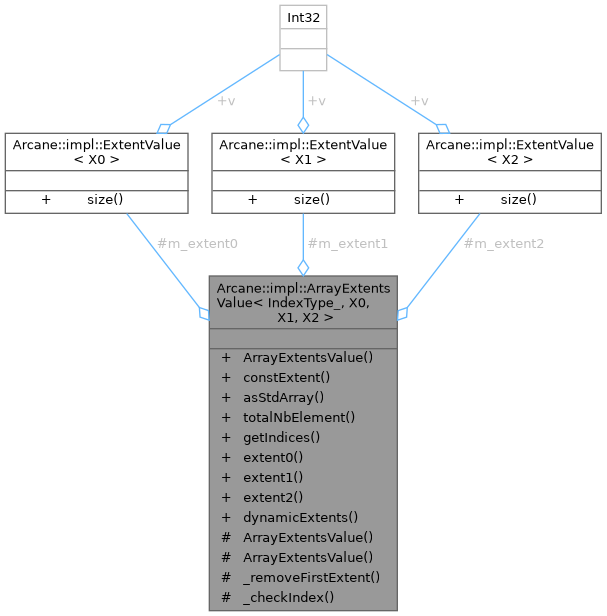 Int32
+v
+v
+v
Arcane::impl::ExtentValue
< X0 >
+ size()
Arcane::impl::ExtentValue
< X1 >
+ size()
Arcane::impl::ExtentValue
< X2 >
+ size()
#m_extent0
#m_extent1
#m_extent2
Arcane::impl::ArrayExtents
Value< IndexType_, X0,
X1, X2 >
+ ArrayExtentsValue()
+ constExtent()
+ asStdArray()
+ totalNbElement()
+ getIndices()
+ extent0()
+ extent1()
+ extent2()
+ dynamicExtents()
# ArrayExtentsValue()
# ArrayExtentsValue()
# _removeFirstExtent()
# _checkIndex()